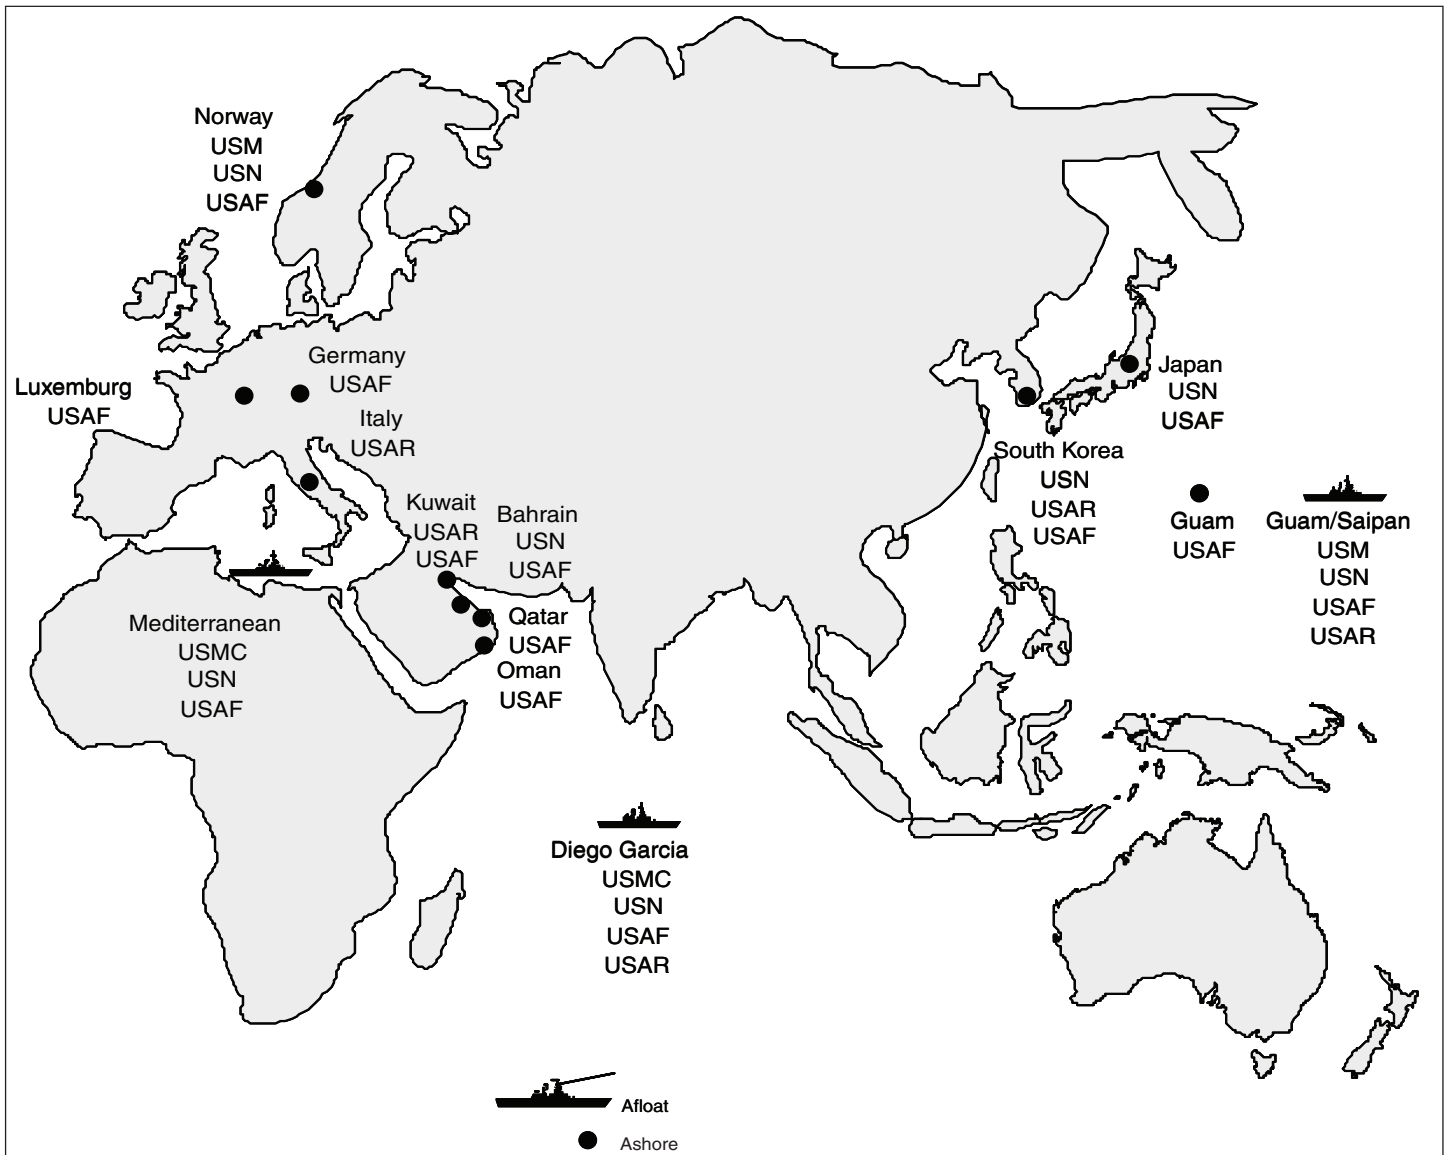 Norway
USM
USN
USAF
Germany
USAF
Luxemburg
USAF
Italy
USAR
Kuwait
USAR
USAF
Bahrain
USN
USAF
Qatar
USAF
Oman
USAF
Mediterranean
USMC
USN
USAF
Japan
USN
USAF
South Korea
USN
USAR
USAF
Guam
USAF
Guam/Saipan
USM
USN
USAF
USAR
Diego Garcia
USMC
USN
USAF
USAR
Afloat
Ashore